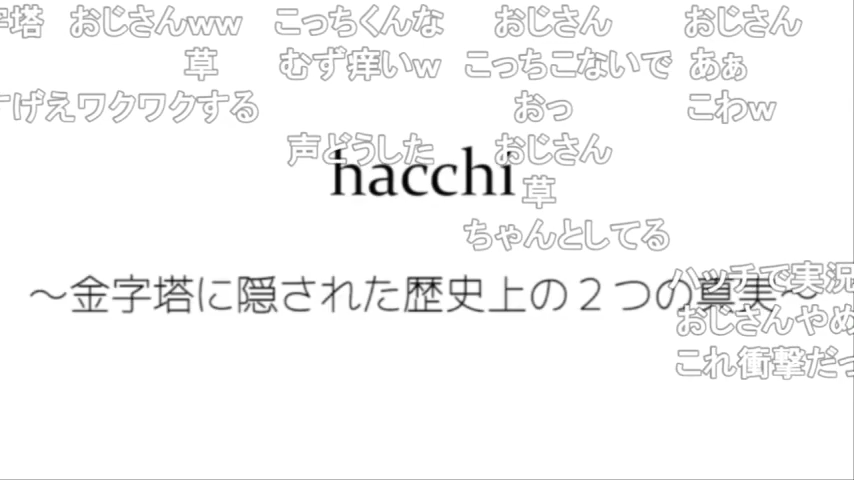 字塔 おじさんww こっちくんな おじさん おじさん
草 むず痒いw こっちこないで あぁ
すげえワクワクする おっ こわw
声どうした おじさん
hacchi
草
ちゃんとしてる
～金字塔に隠された歴史上の２つの真実～
ハッチで実況
おじさんやめ
これ衝撃だっ